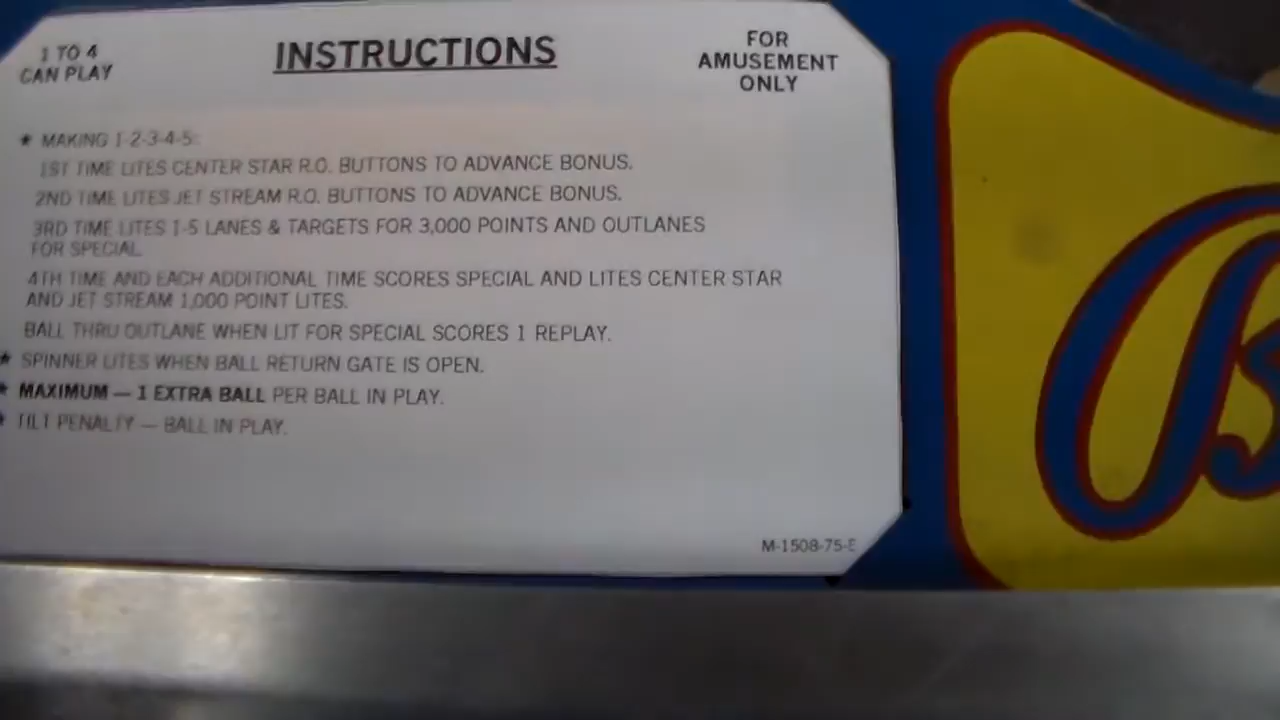 1 TO 4
CAN PLAY
INSTRUCTIONS
FOR
AMUSEMENT
ONLY
★ MAKING 1-2-3-4-5:
1ST TIME LITES CENTER STAR R.O. BUTTONS TO ADVANCE BONUS.
2ND TIME LITES JET STREAM R.O. BUTTONS TO ADVANCE BONUS.
3RD TIME LITES 1-5 LANES & TARGETS FOR 3,000 POINTS AND OUTLANES
FOR SPECIAL.
4TH TIME AND EACH ADDITIONAL TIME SCORES SPECIAL AND LITES CENTER STAR
AND JET STREAM 1,000 POINT LITES.
BALL THRU OUTLANE WHEN LIT FOR SPECIAL SCORES 1 REPLAY.
★ SPINNER LITES WHEN BALL RETURN GATE IS OPEN.
★ MAXIMUM — 1 EXTRA BALL PER BALL IN PLAY.
★ TILT PENALTY — BALL IN PLAY.
M-1508-75-E